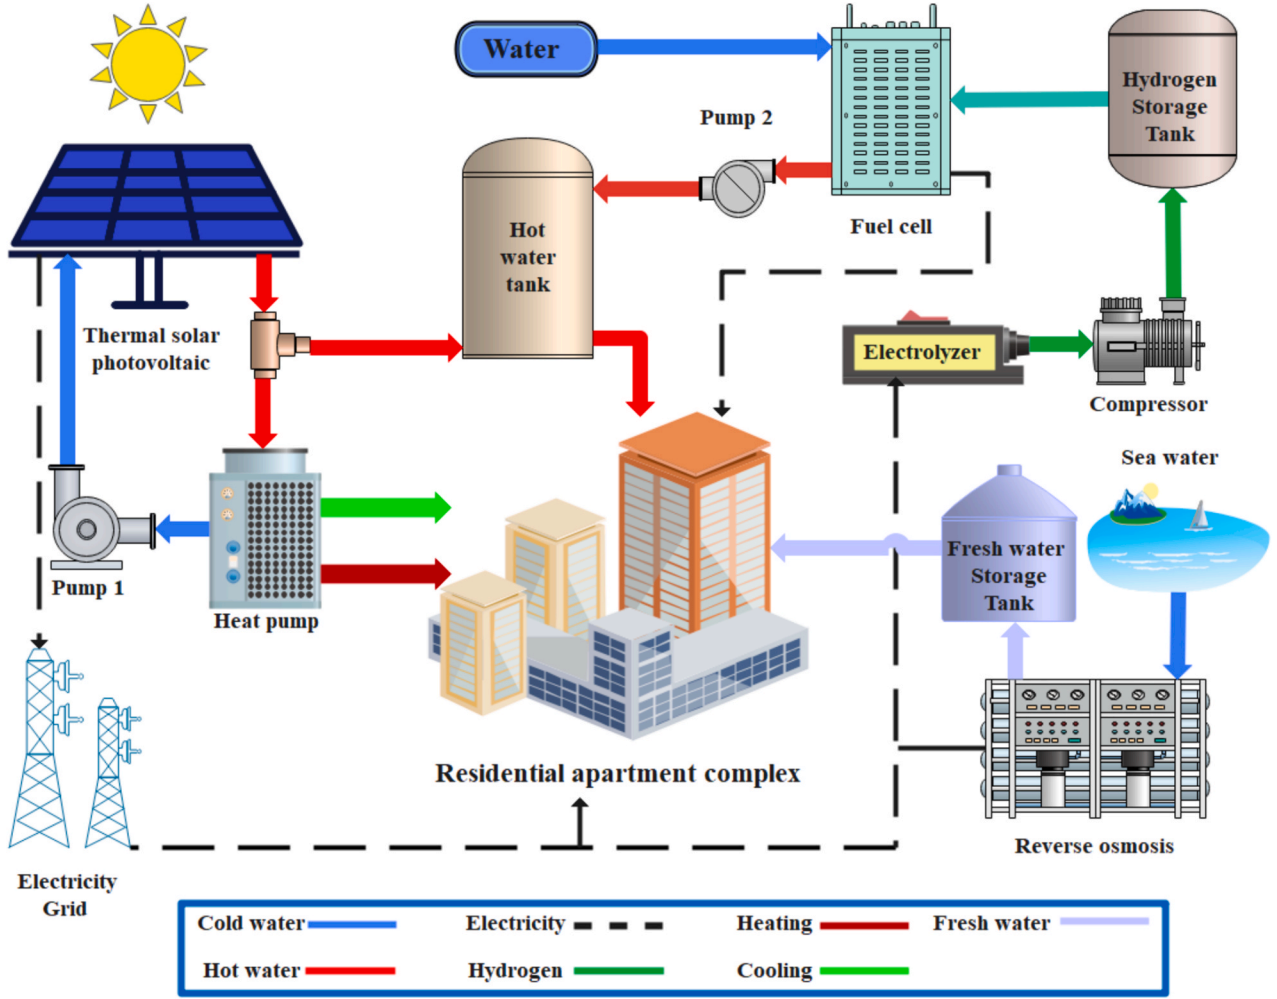 Water
Hydrogen
Storage
Tank
Pump 2
Fuel cell
Hot
water
tank
Thermal solar
photovoltaic
Electrolyzer
Compressor
Sea water
Fresh water
Storage
Tank
Pump 1
Heat pump
Residential apartment complex
Reverse osmosis
Electricity
Grid
Cold water
Electricity
Heating
Fresh water
Hot water
Hydrogen
Cooling